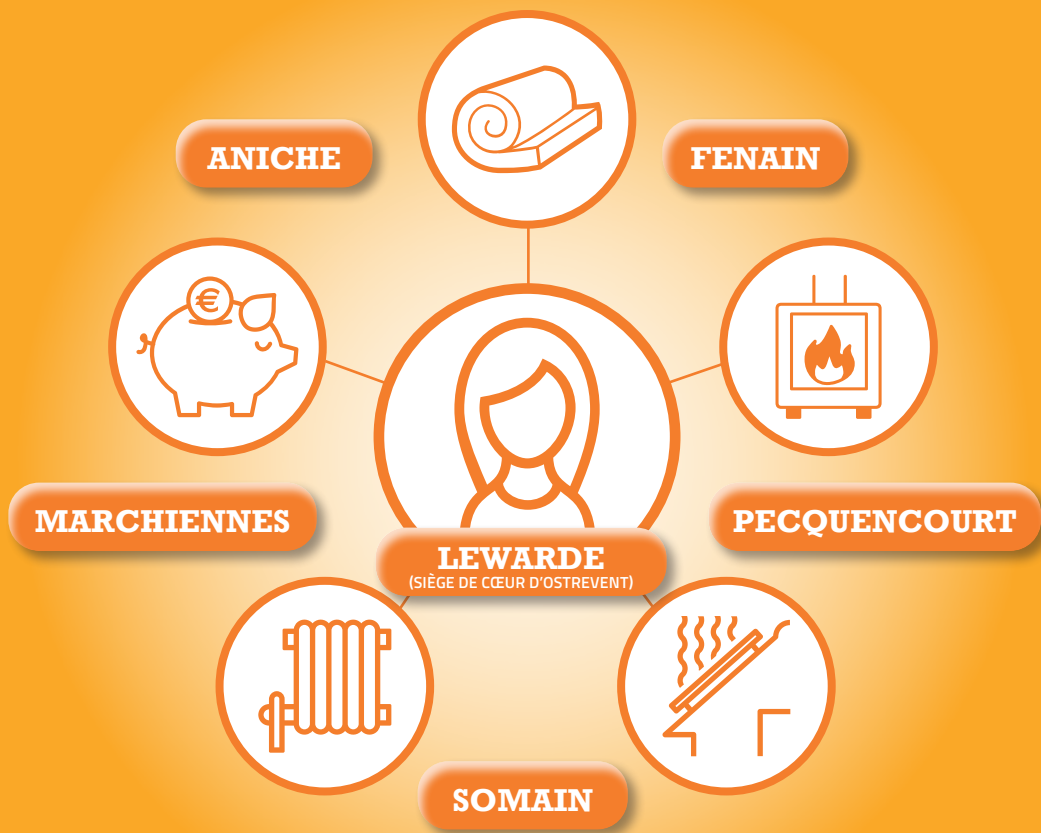 ANICHE
FENAIN
€
MARCHIENNES
PECQUENCOURT
LEWARDE
(SIÈGE DE CŒUR D'OSTREVENT)
SOMAIN